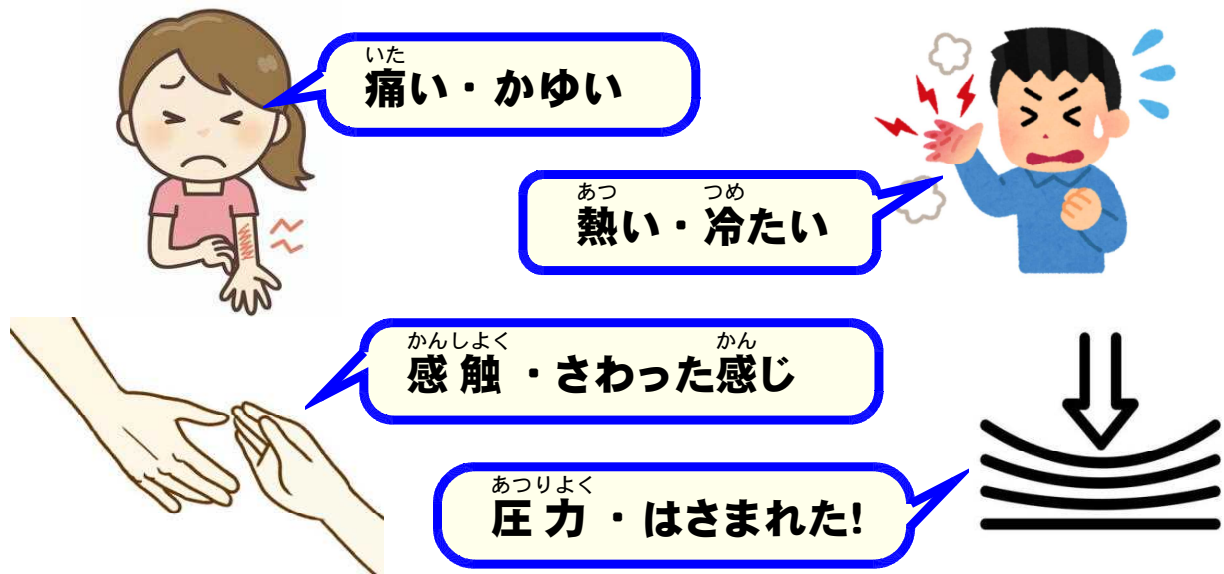 いた
痛い・かゆい
あつ つめ
熱い・冷たい
かんしよく かん
感触・さわった感じ
あつりよく
圧力・はさまれた!